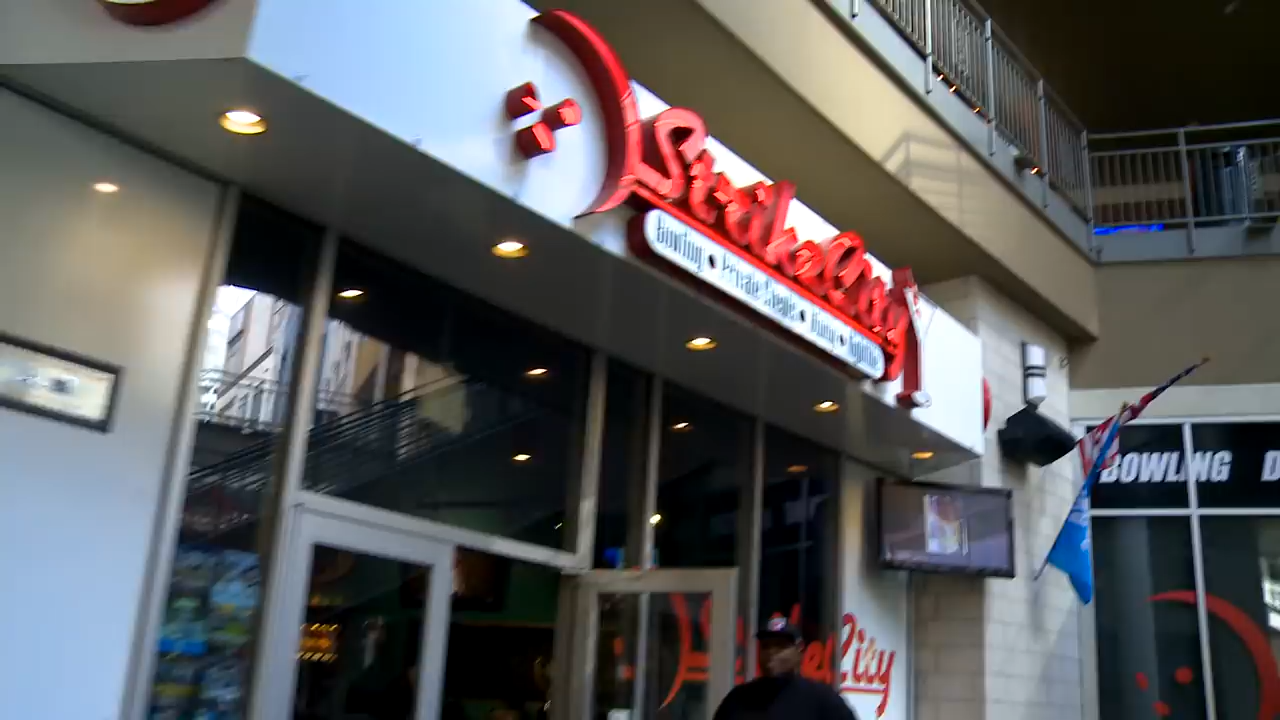 Strike City
Bowling • Private Events • Dining • Nightlife
BOWLING D
Strike City